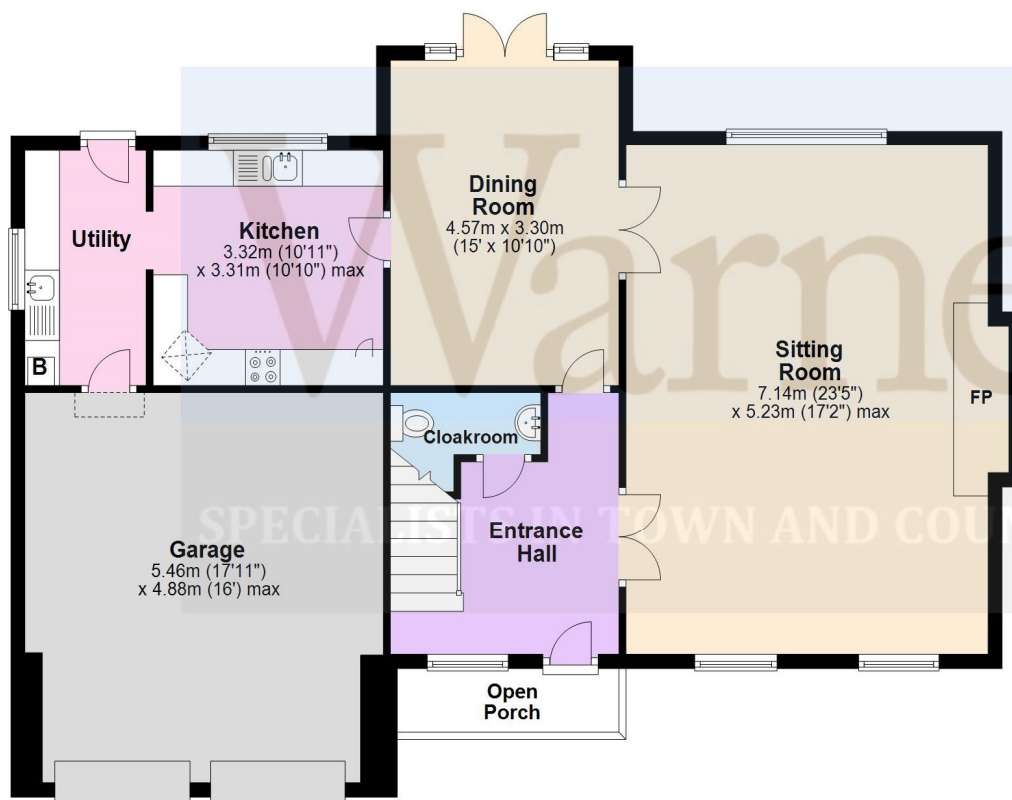 Dining
Room
4.57m x 3.30m
(15' x 10'10")
Utility
Kitchen
3.32m (10'11")
x 3.31m (10'10") max
B
Sitting
Room
7.14m (23'5")
x 5.23m (17'2") max
FP
Cloakroom
Entrance
Hall
Garage
5.46m (17'11")
x 4.88m (16') max
Open
Porch
Warne
SPECIALISTS IN TOWN AND COUN